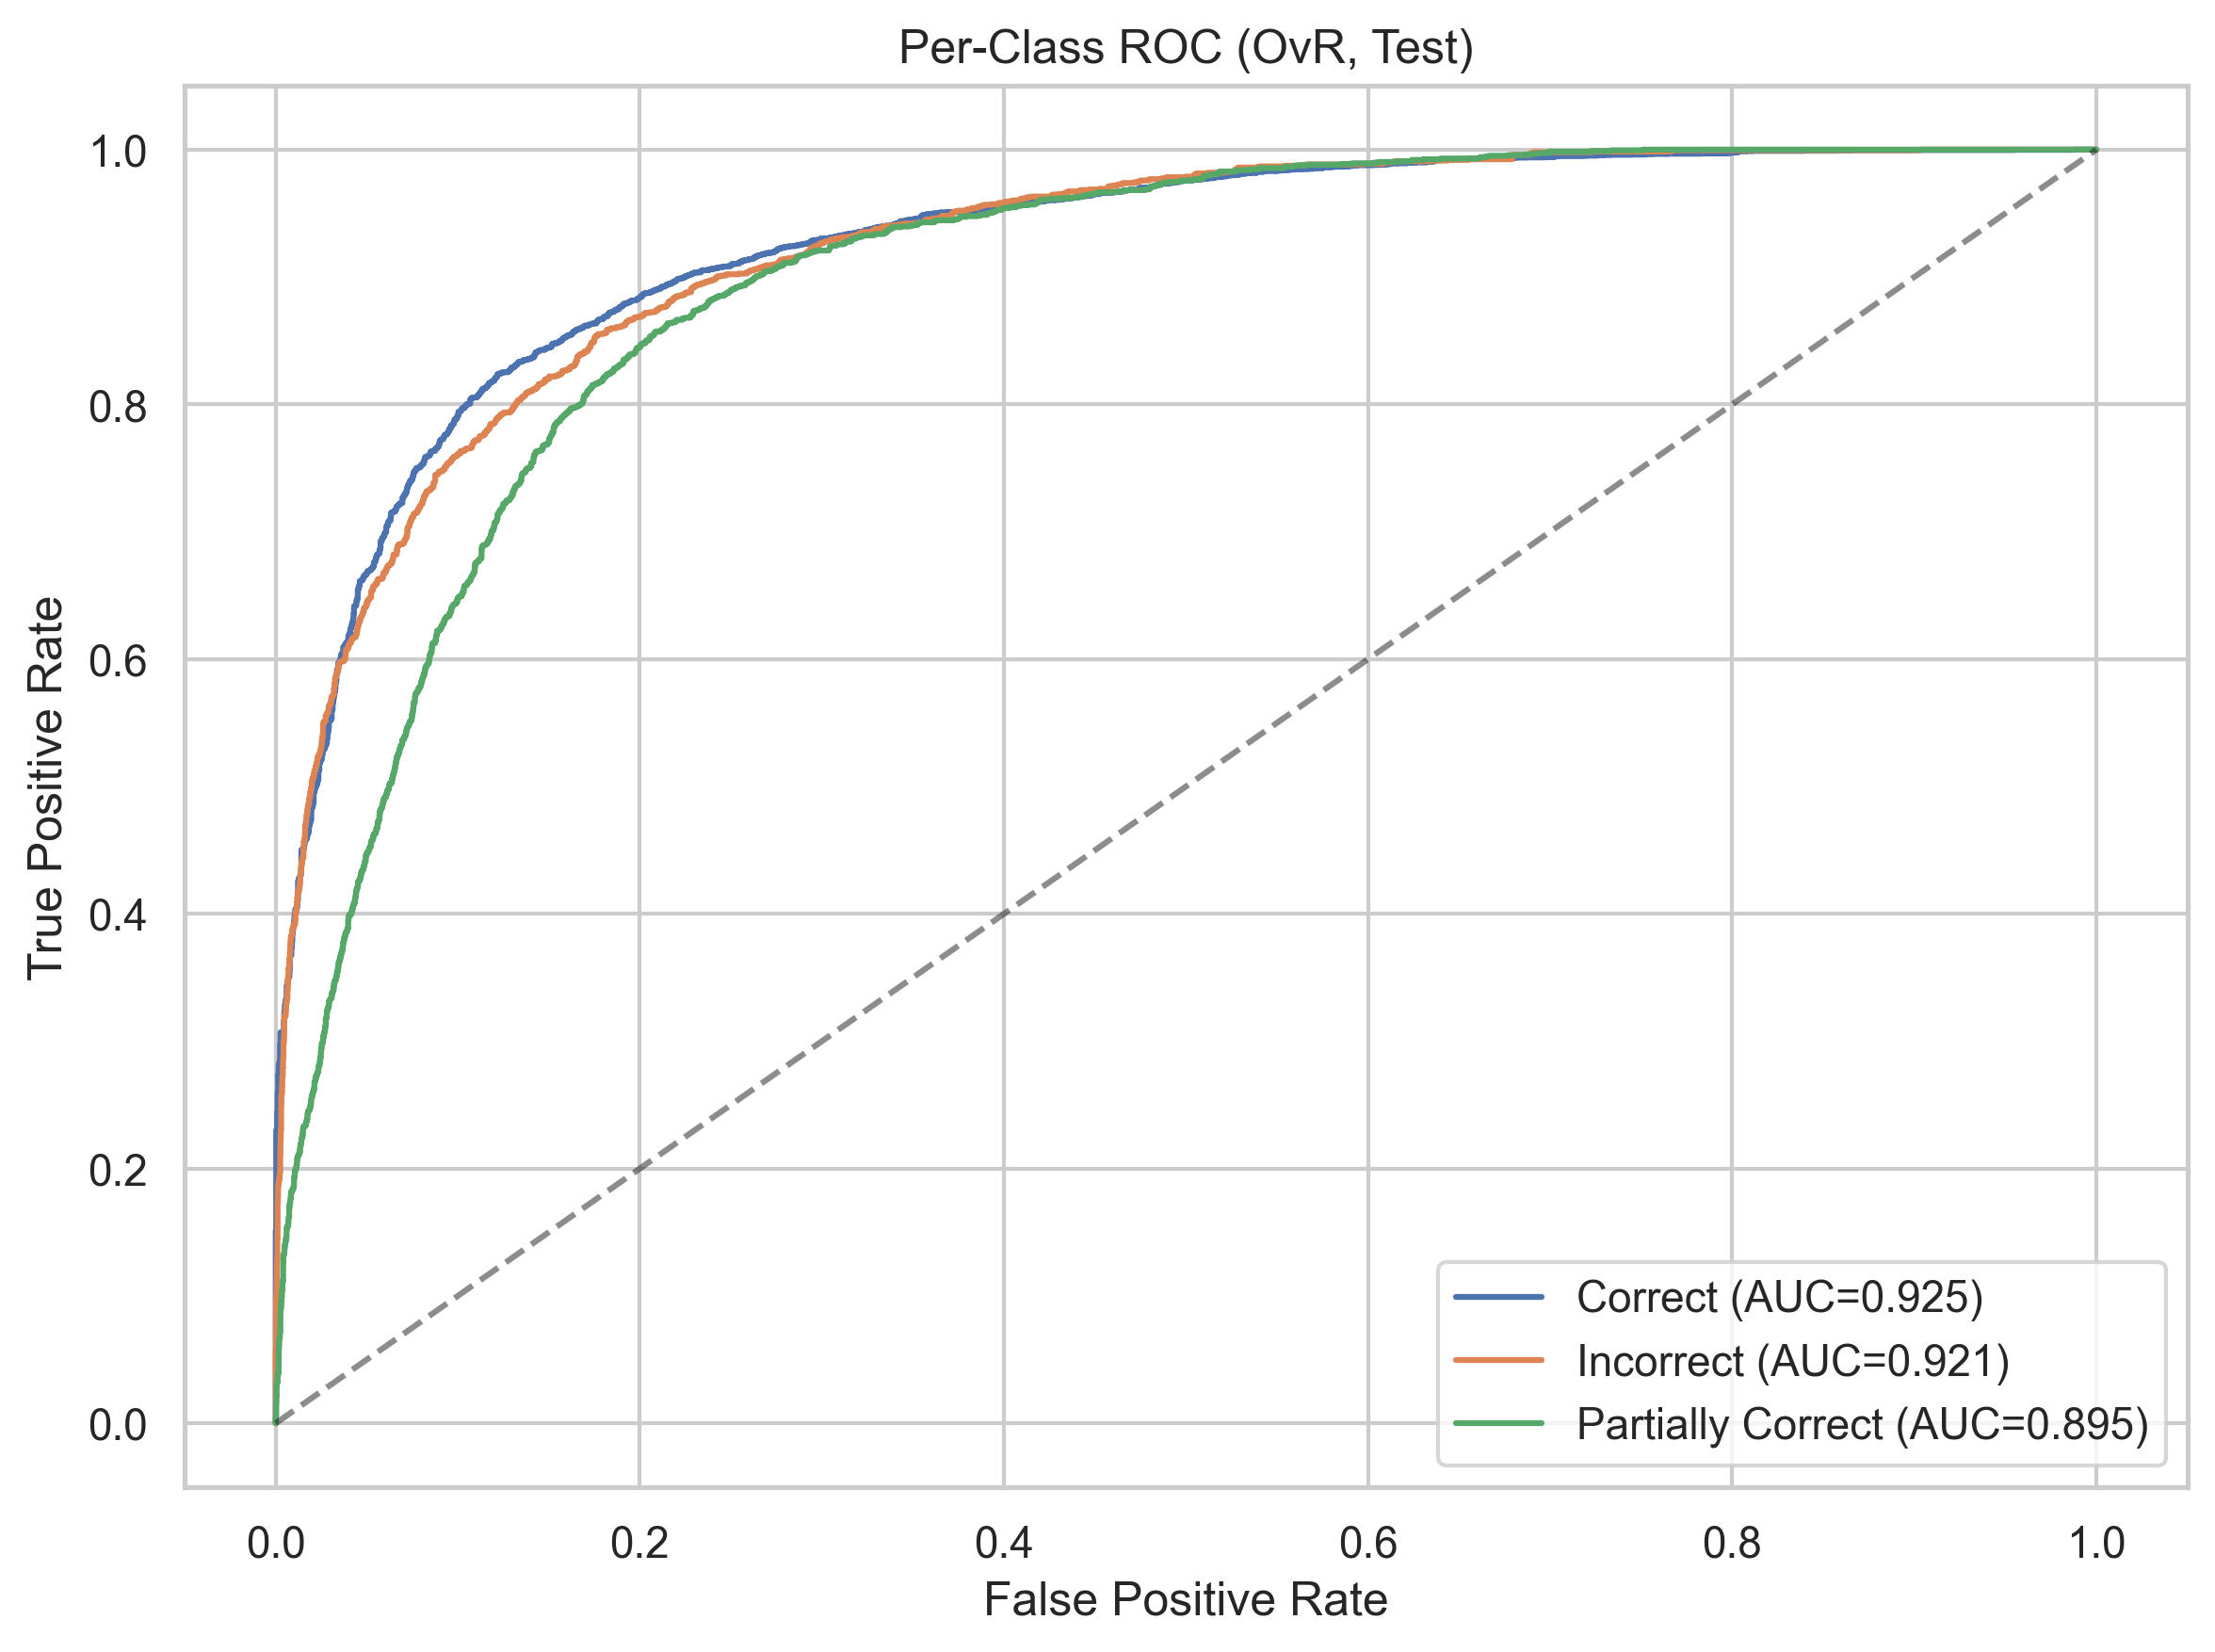 Per-Class ROC (OvR, Test)
True Positive Rate
1.0
0.8
0.6
0.4
0.2
0.0
Correct (AUC=0.925)
Incorrect (AUC=0.921)
Partially Correct (AUC=0.895)
0.0 0.2 0.4 0.6 0.8 1.0
False Positive Rate